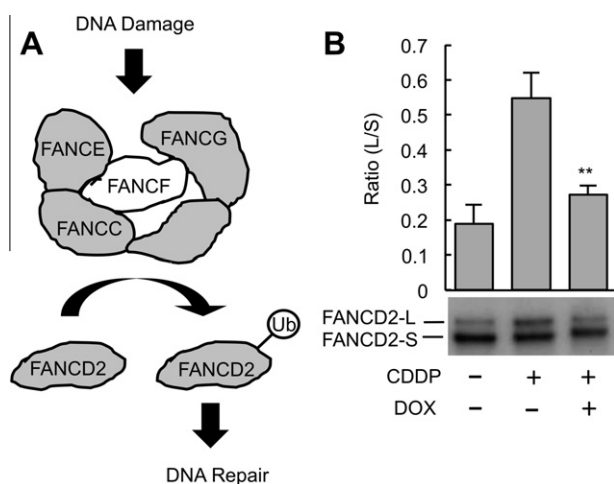 A
DNA Damage
FANCE
FANCG
FANCF
FANCC
Ub
FANCD2
FANCD2
DNA Repair
B
Ratio (L/S)
0.7
0.6
0.5
0.4
0.3
0.2
0.1
0
**
FANCD2-L
FANCD2-S
CDDP - + +
DOX - - +